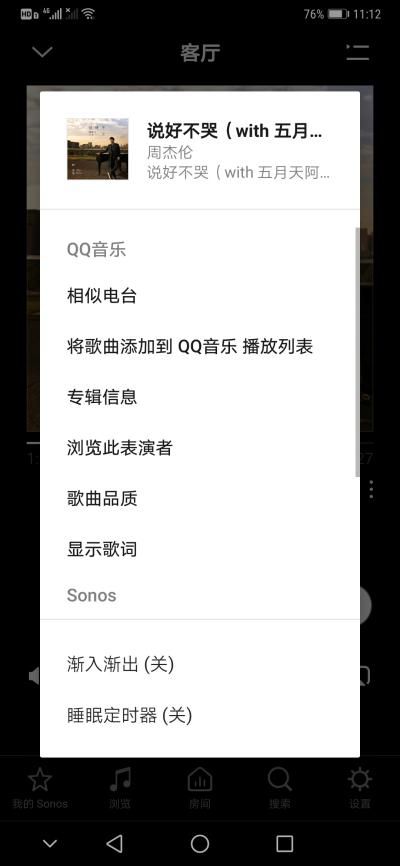 HD 4G 76% 11:12
客厅
说好不哭（with 五月...
周杰伦
说好不哭（with 五月天阿...
QQ音乐
相似电台
将歌曲添加到 QQ音乐 播放列表
专辑信息
浏览此表演者
歌曲品质
显示歌词
Sonos
渐入渐出 (关)
睡眠定时器 (关)
我的 Sonos 浏览 房间 搜索 设置